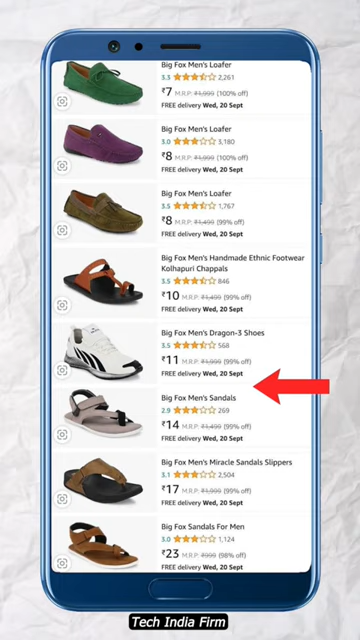 Big Fox Men's Loafer
3.3 2,261
₹7 M.R.P. ₹1,999 (100% off)
FREE delivery Wed, 20 Sept
Big Fox Men's Loafer
3.0 3,180
₹8 M.R.P. ₹1,999 (100% off)
FREE delivery Wed, 20 Sept
Big Fox Men's Loafer
3.5 1,767
₹8 M.R.P. ₹1,499 (99% off)
FREE delivery Wed, 20 Sept
Big Fox Men's Handmade Ethnic Footwear
Kolhapuri Chappals
3.5 846
₹10 M.R.P. ₹1,499 (99% off)
FREE delivery Wed, 20 Sept
Big Fox Men's Dragon-3 Shoes
3.5 568
₹11 M.R.P. ₹1,999 (99% off)
FREE delivery Wed, 20 Sept
Big Fox Men's Sandals
2.9 269
₹14 M.R.P. ₹1,499 (99% off)
FREE delivery Wed, 20 Sept
Big Fox Men's Miracle Sandals Slippers
3.1 2,504
₹17 M.R.P. ₹1,999 (99% off)
FREE delivery Wed, 20 Sept
Big Fox Sandals For Men
3.0 1,124
₹23 M.R.P. ₹999 (98% off)
FREE delivery Wed, 20 Sept
Tech India Firm